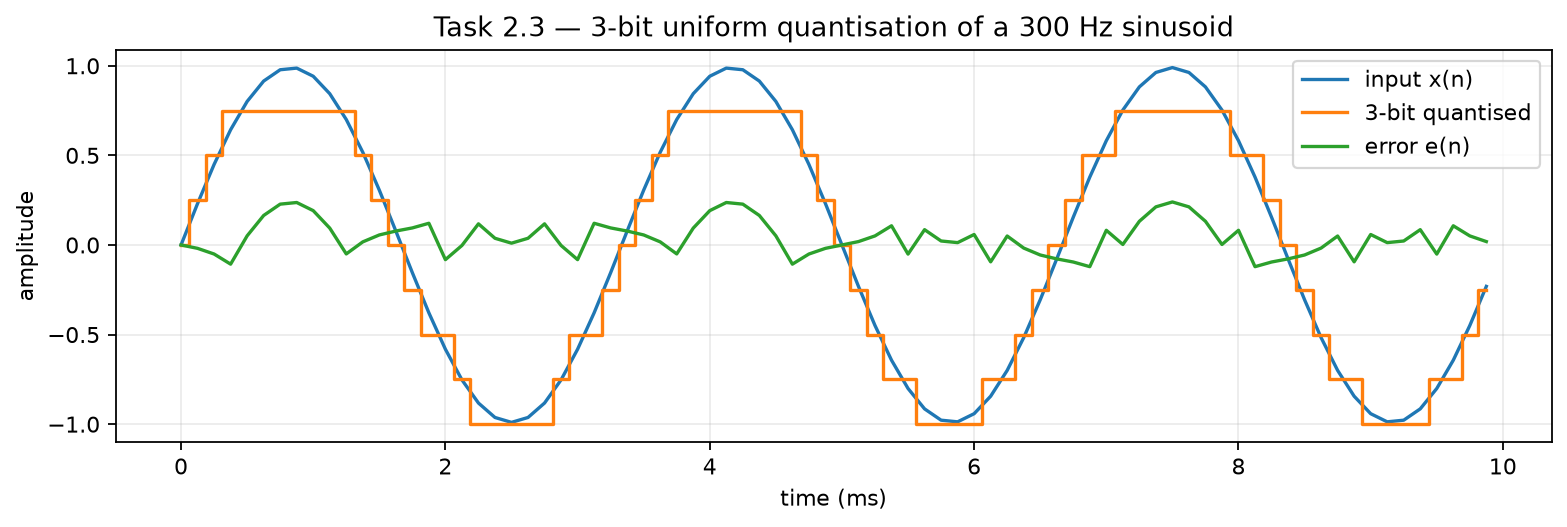 Task 2.3 — 3-bit uniform quantisation of a 300 Hz sinusoid
input x(n)
3-bit quantised
error e(n)
amplitude
1.0
0.5
0.0
−0.5
−1.0
0 2 4 6 8 10
time (ms)